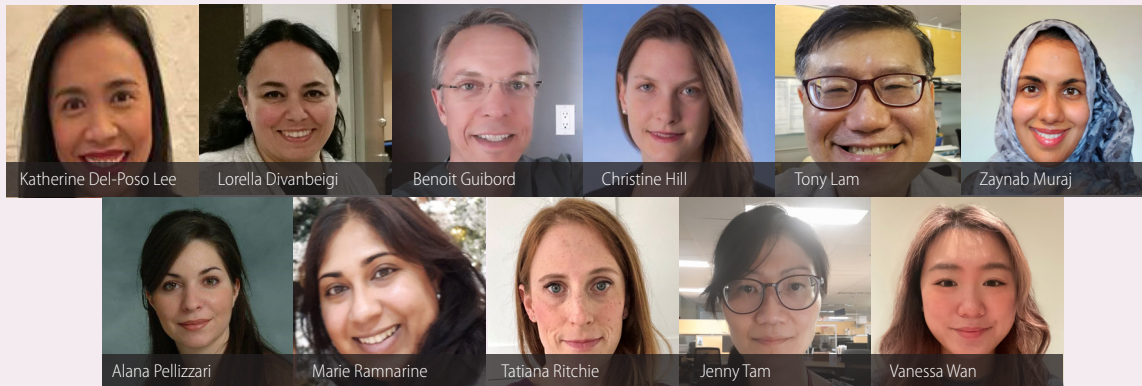 Katherine Del-Poso Lee
Lorella Divanbeigi
Benoit Guibord
Christine Hill
Tony Lam
Zaynab Muraj
Alana Pellizzari
Marie Ramnarine
Tatiana Ritchie
Jenny Tam
Vanessa Wan